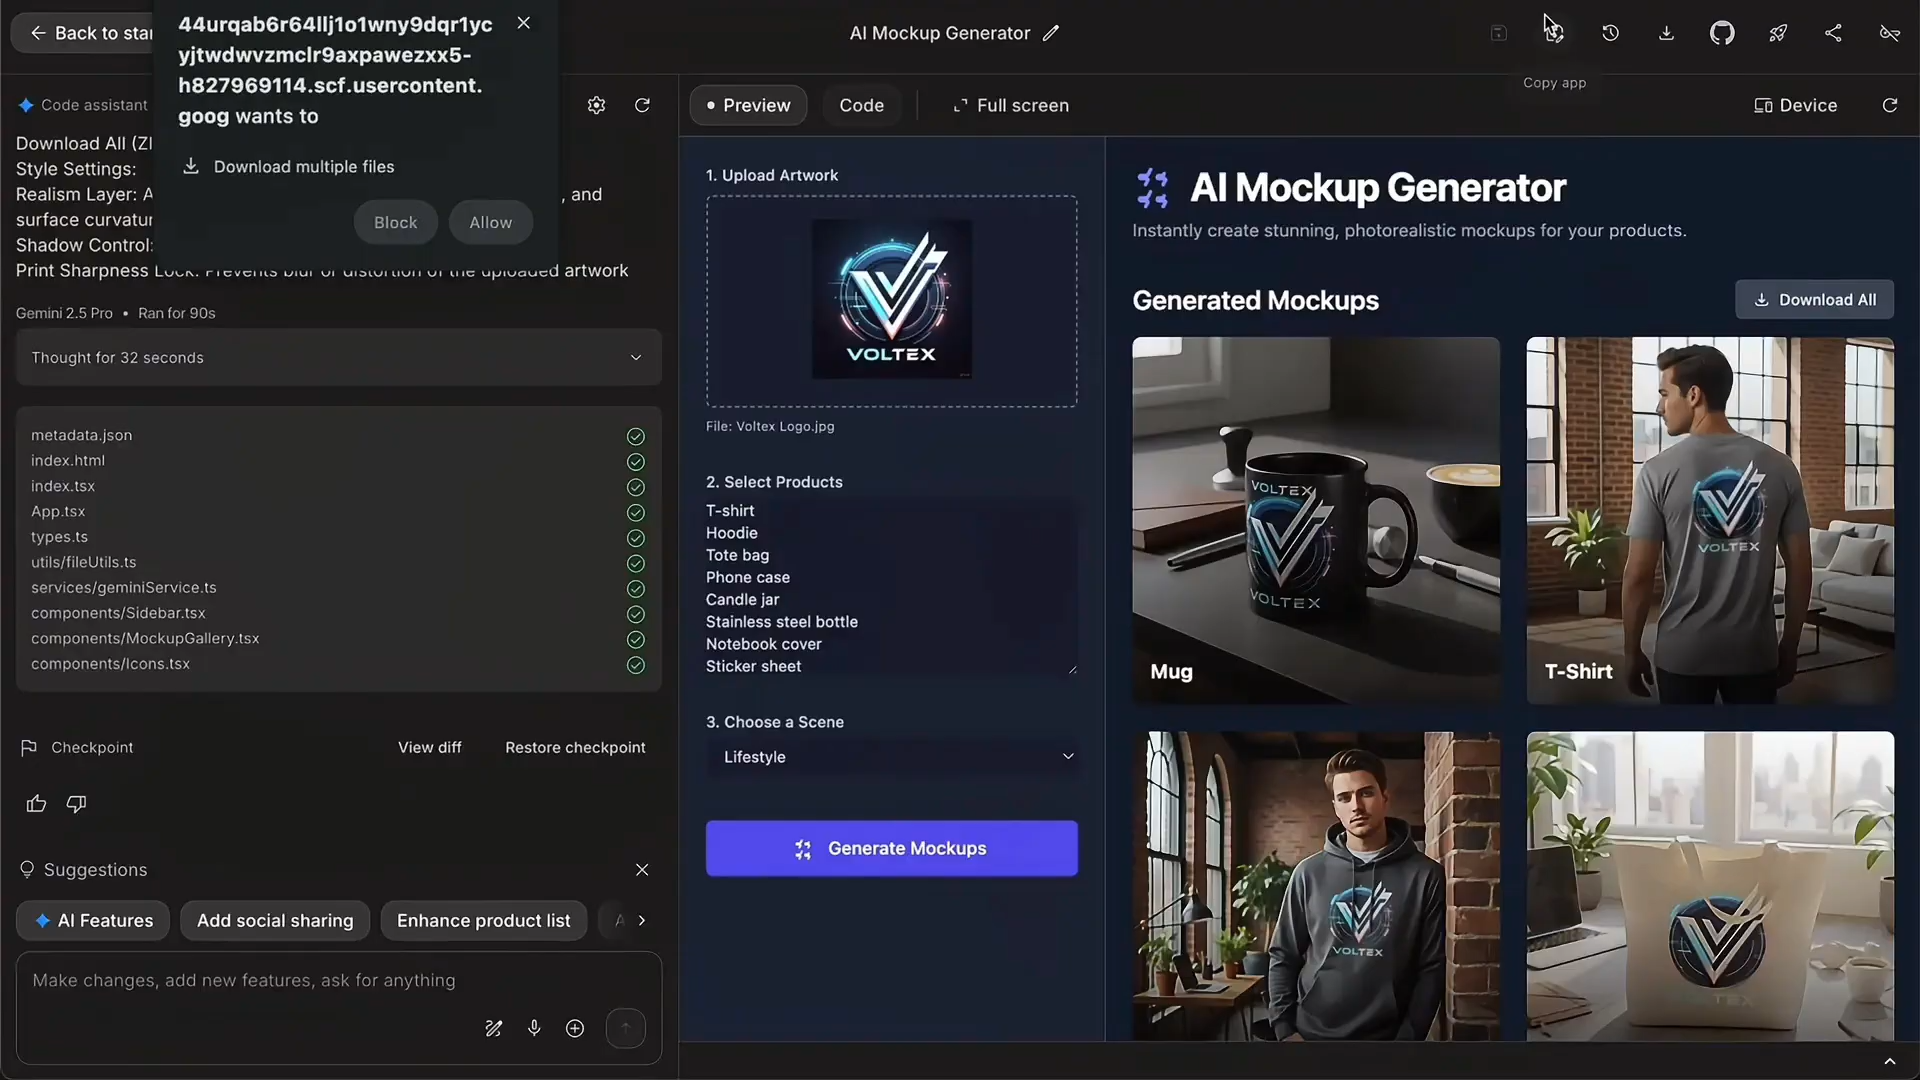 Back to star
44urqab6r64llj1o1wny9dqr1yc
yjtwdwvzmclr9axpawezxx5-
h827969114.scf.usercontent.
goog wants to
Download multiple files
Block
Allow
AI Mockup Generator
Copy app
Code assistant
Download All (ZI
Style Settings:
Realism Layer: A
, and
surface curvatur
Shadow Control:
Print Sharpness Lock: Prevents blur or distortion of the uploaded artwork
Gemini 2.5 Pro • Ran for 90s
Thought for 32 seconds
metadata.json
index.html
index.tsx
App.tsx
types.ts
utils/fileUtils.ts
services/geminiService.ts
components/Sidebar.tsx
components/MockupGallery.tsx
components/Icons.tsx
Checkpoint
View diff
Restore checkpoint
Suggestions
AI Features
Add social sharing
Enhance product list
A
Make changes, add new features, ask for anything
Preview
Code
Full screen
Device
1. Upload Artwork
VOLTEX
File: Voltex Logo.jpg
2. Select Products
T-shirt
Hoodie
Tote bag
Phone case
Candle jar
Stainless steel bottle
Notebook cover
Sticker sheet
3. Choose a Scene
Lifestyle
Generate Mockups
AI Mockup Generator
Instantly create stunning, photorealistic mockups for your products.
Generated Mockups
Download All
VOLTEX
VOLTEX
Mug
VOLTEX
T-Shirt
VOLTEX
VOLTEX